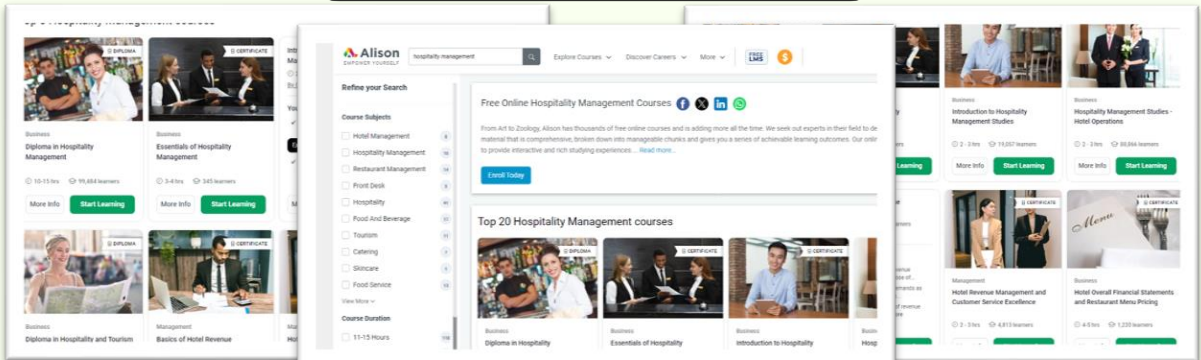 Hospitality Management courses
DIPLOMA
CERTIFICATE
Business
Diploma in Hospitality
Management
10-15 hrs 99,484 learners
More Info Start Learning
Business
Essentials of Hospitality
Management
3-4 hrs 345 learners
More Info Start Learning
DIPLOMA
CERTIFICATE
Business
Diploma in Hospitality and Tourism
Management
Basics of Hotel Revenue
Alison
EMPOWER YOURSELF
hospitality management
Explore Courses
Discover Careers
More
FREE
LMS
$
Refine your Search
Course Subjects
Hotel Management
Hospitality Management
Restaurant Management
Front Desk
Hospitality
Food And Beverage
Tourism
Catering
Skincare
Food Service
View More
Course Duration
11-15 Hours
Free Online Hospitality Management Courses
From Art to Zoology, Alison has thousands of free online courses and is adding more all the time. We seek out experts in their field to de
material that is comprehensive, broken down into manageable chunks and gives you a series of achievable learning outcomes. Our onlin
to provide interactive and rich studying experiences ... Read more...
Enroll Today
Top 20 Hospitality Management courses
DIPLOMA
CERTIFICATE
CERTIFICATE
Business
Diploma in Hospitality
Business
Essentials of Hospitality
Business
Introduction to Hospitality
Hosp
Learning
Business
Introduction to Hospitality
Management Studies
2 - 3 hrs 19,057 learners
More Info Start Learning
Business
Hospitality Management Studies -
Hotel Operations
2 - 2 hrs learners
More Info Start Learning
CERTIFICATE
CERTIFICATE
Menu
Management
Hotel Revenue Management and
Customer Service Excellence
2 - 3 hrs 4,813 learners
Business
Hotel Overall Financial Statements
and Restaurant Menu Pricing
4-5 hrs 1,235 learners